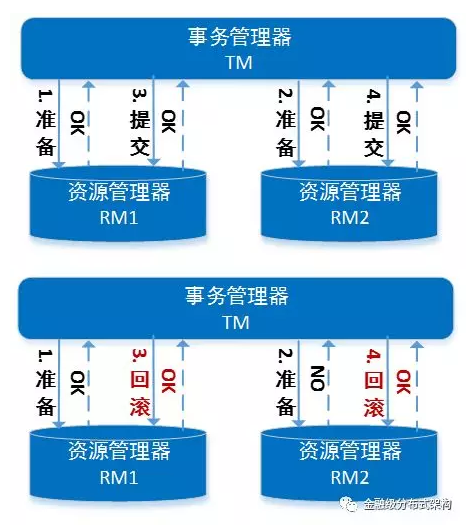 事务管理器
TM
1.准备
OK
3.提交
OK
2.准备
OK
4.提交
OK
资源管理器
RM1
资源管理器
RM2
事务管理器
TM
1.准备
OK
3.回滚
OK
2.准备
NO
4.回滚
OK
资源管理器
RM1
资源管理器
RM2
金融级分布式架构